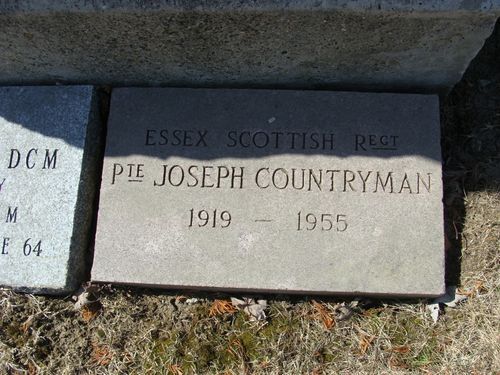 ESSEX SCOTTISH RECT
PTE JOSEPH COUNTRYMAN
1919 - 1955
DCM
M
E 64